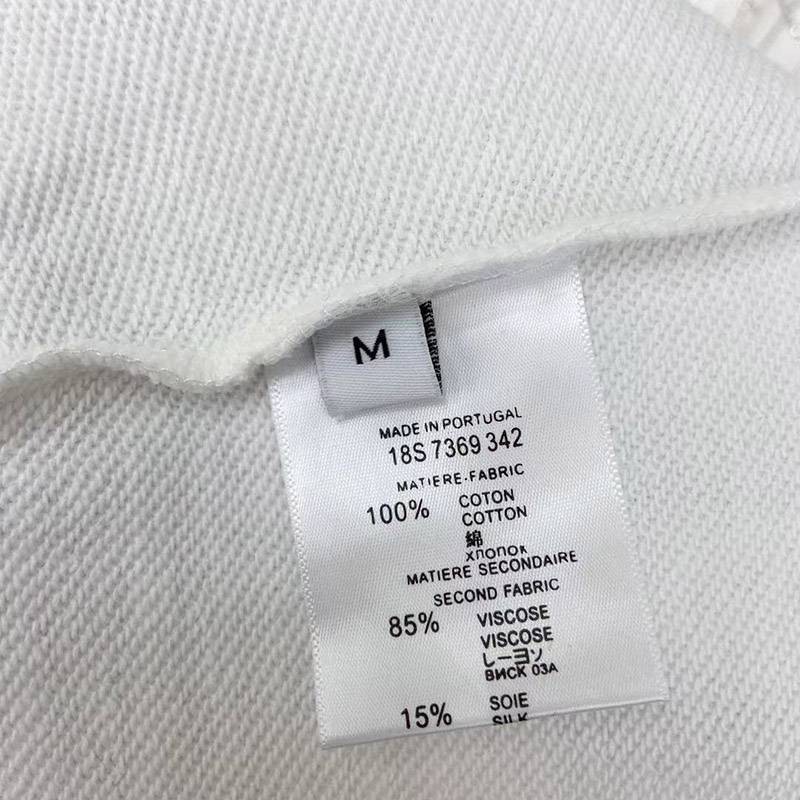 M
MADE IN PORTUGAL
18S 7369 342
MATIERE-FABRIC
100% COTON
COTTON
綿
хлопок
MATIERE SECONDAIRE
SECOND FABRIC
85% VISCOSE
VISCOSE
レーヨン
ВИСК 03А
15% SOIE
SILK